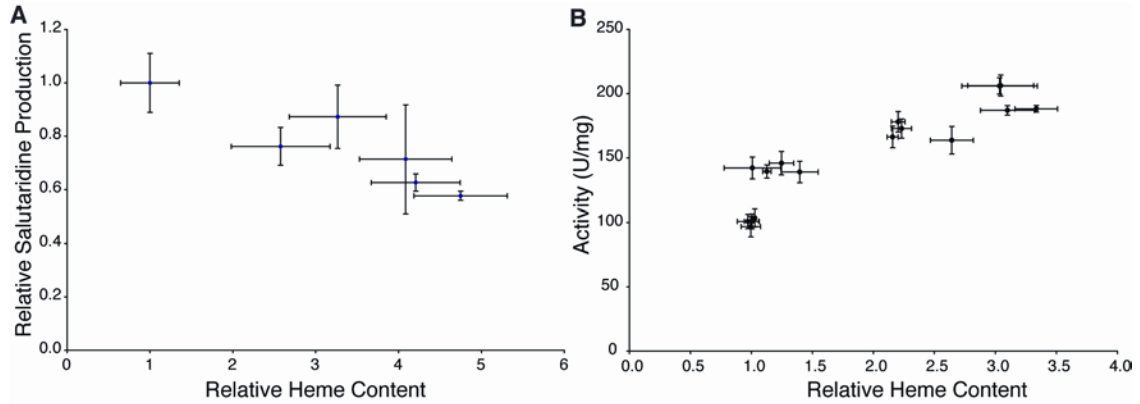 A
Relative Salutaridine Production
1.2
1.0
0.8
0.6
0.4
0.2
0.0
0 1 2 3 4 5 6
Relative Heme Content
B
Activity (U/mg)
250
200
150
100
50
0
0.0 0.5 1.0 1.5 2.0 2.5 3.0 3.5 4.0
Relative Heme Content